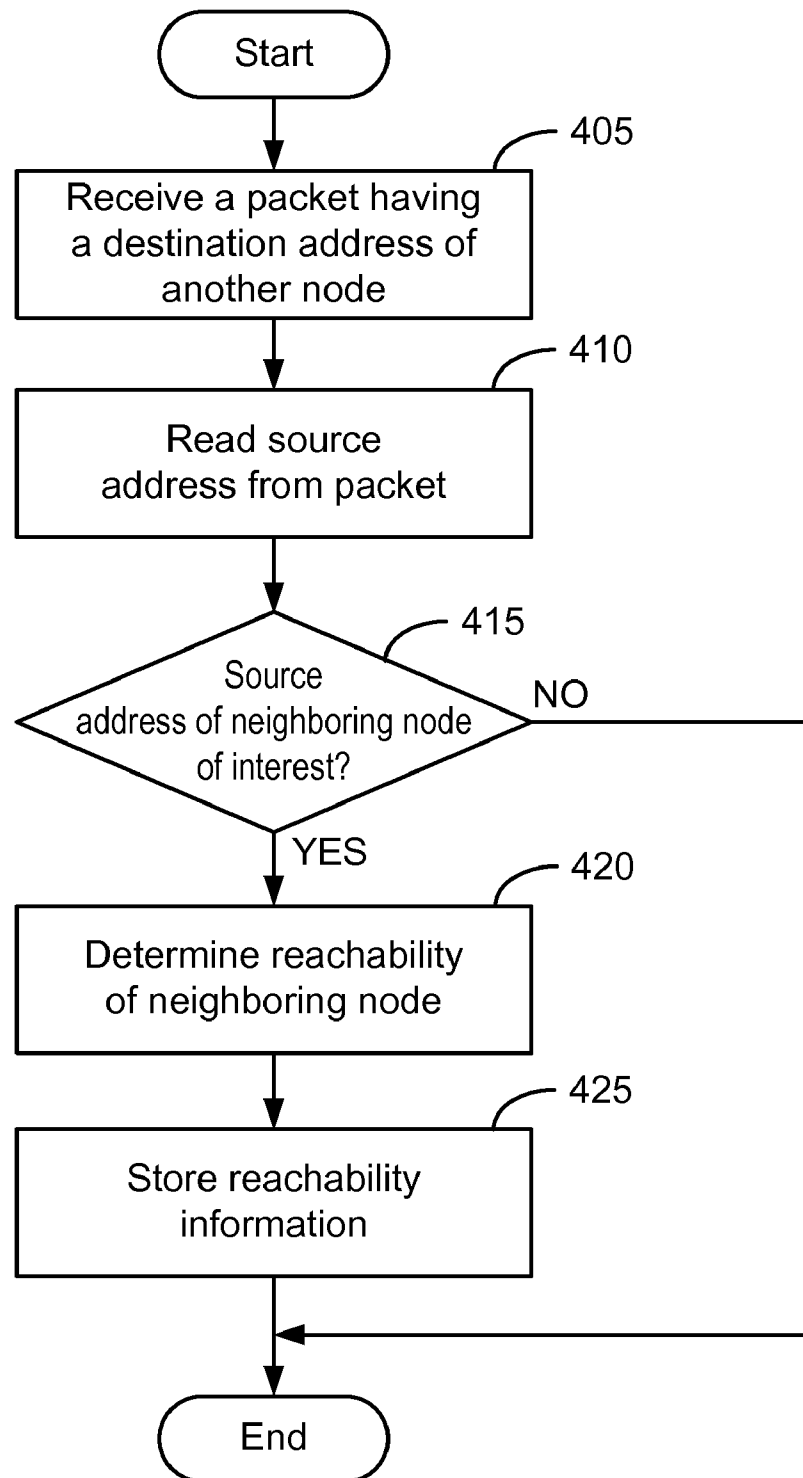 Start
405
Receive a packet having
a destination address of
another node
410
Read source
address from packet
415
Source
address of neighboring node
of interest?
NO
YES
420
Determine reachability
of neighboring node
425
Store reachability
information
End